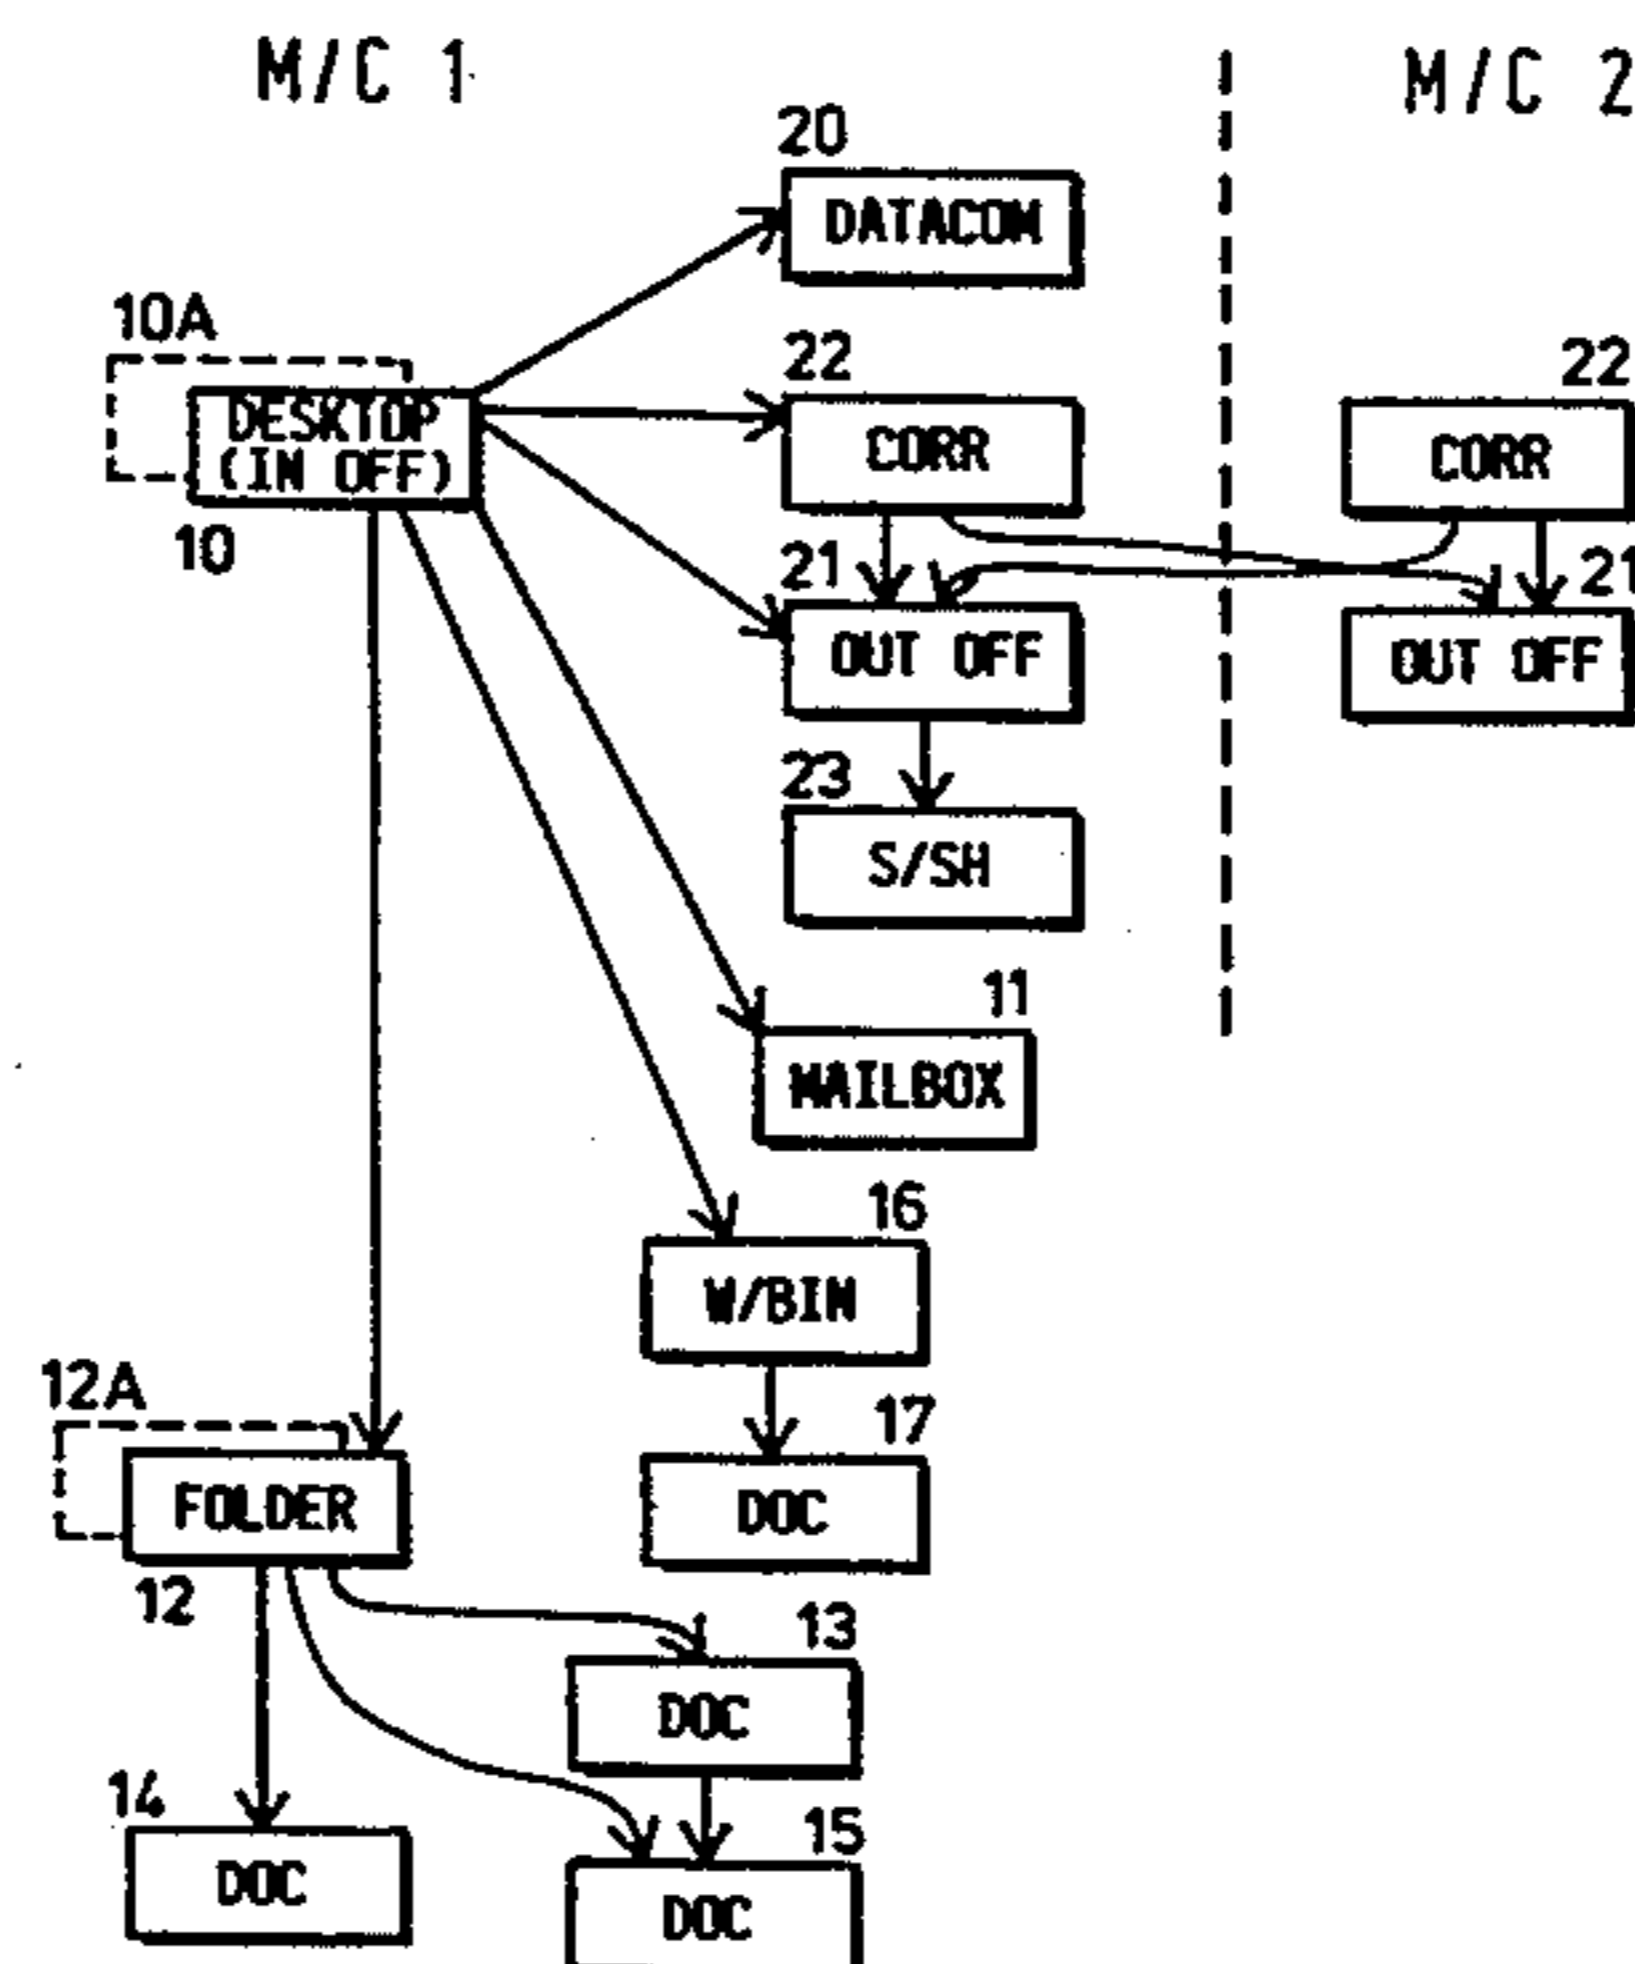 M/C 1
M/C 2
20
DATACOM
10A
DESKTOP
(IN OFF)
10
22
CORR
22
CORR
21
OUT OFF
21
OUT OFF
23
S/SH
11
MAILBOX
16
W/BIN
17
DOC
12A
FOLDER
12
13
DOC
14
DOC
15
DOC